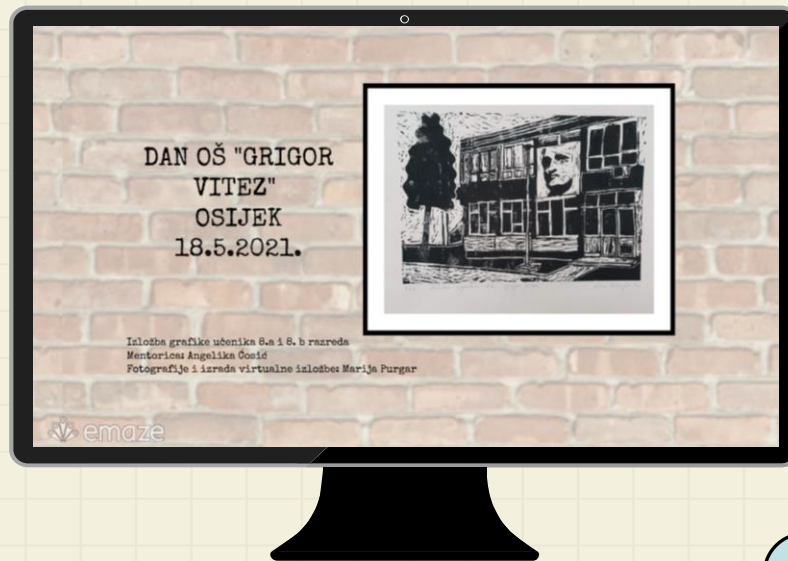 DAN OŠ "GRIGOR
VITEZ"
OSIJEK
18.5.2021.
Izložba grafike učenika 8.a i 8. b razreda
Mentorica: Angelika Ćosić
Fotografije i izrada virtualne izložbe: Marija Purgar
emaze